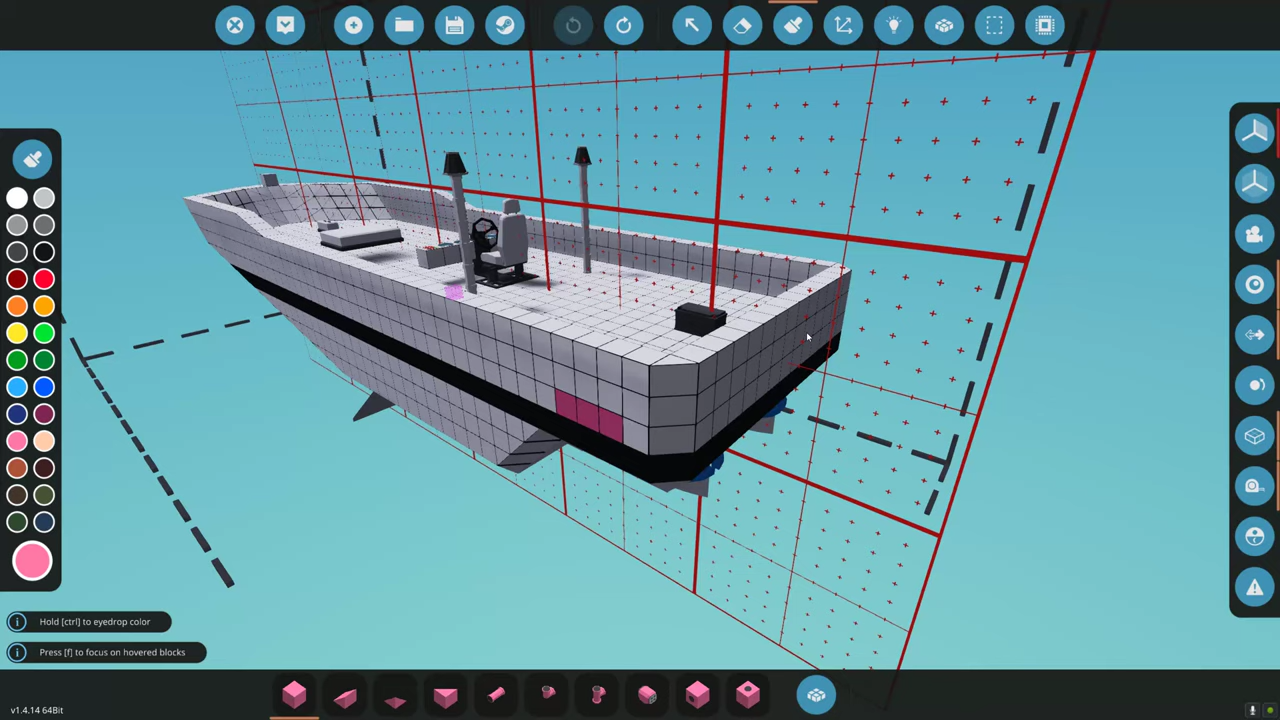 Hold [ctrl] to eyedrop color
Press [f] to focus on hovered blocks
v1.4.14 64Bit